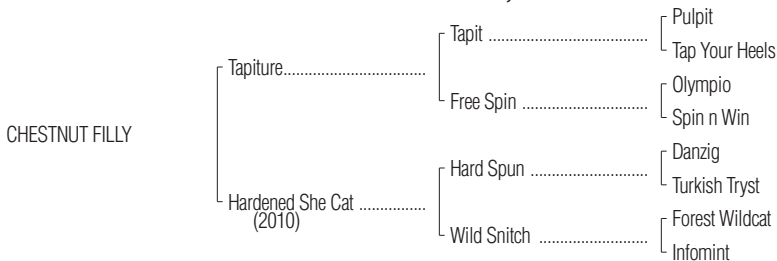 Pulpit
Tapit ......................................
Tap Your Heels
Tapiture..................................
Olympio
Free Spin ..............................
Spin n Win
CHESTNUT FILLY
Danzig
Hard Spun ............................
Turkish Tryst
Hardened She Cat ................
(2010)
Forest Wildcat
Wild Snitch ..........................
Infomint